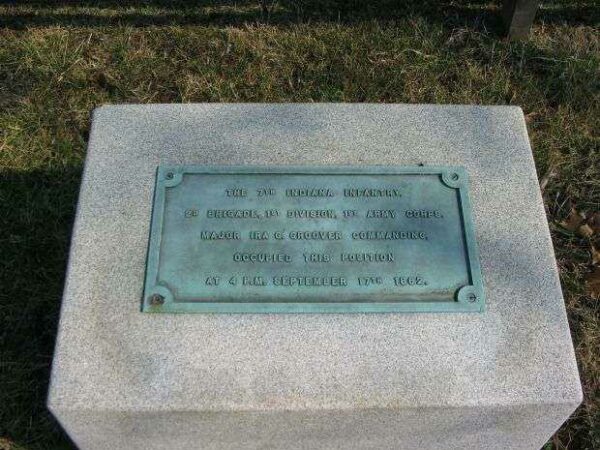 THE 7TH INDIANA INFANTRY,
2D BRIGADE, 1ST DIVISION, 1ST ARMY CORPS,
MAJOR IRA G. GROOVER COMMANDING,
OCCUPIED THIS POSITION
AT 4 P.M. SEPTEMBER 17TH 1862.